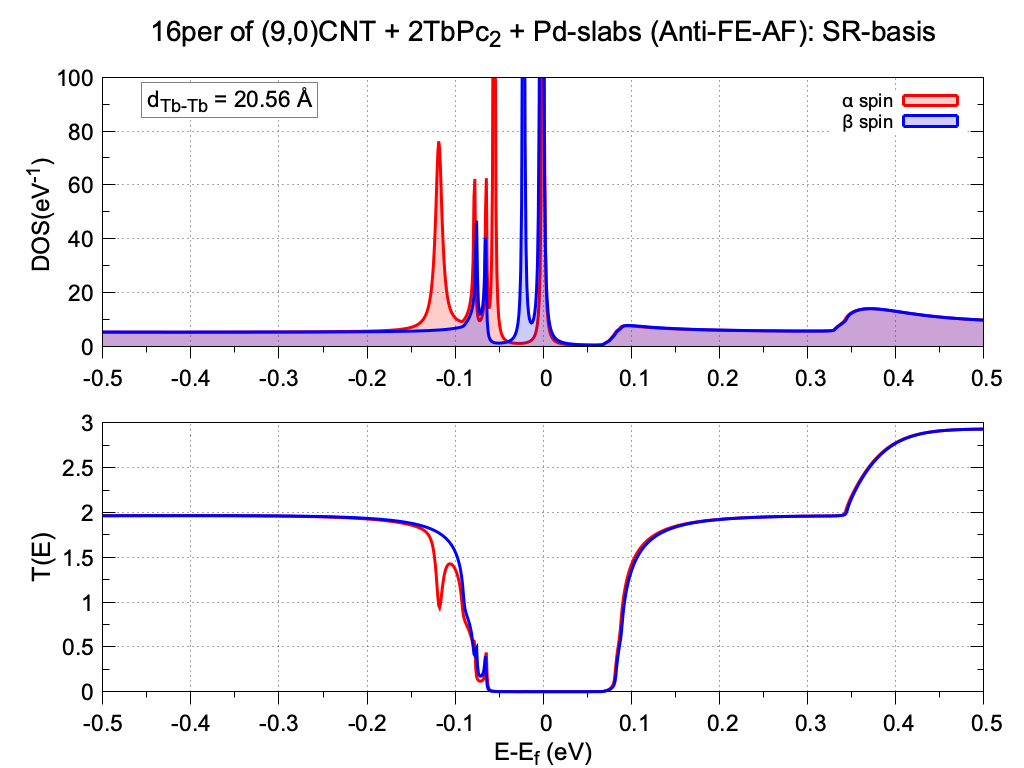 16per of (9,0)CNT + 2TbPc2 + Pd-slabs (Anti-FE-AF): SR-basis
d_Tb-Tb = 20.56 Å
α spin
β spin
DOS(eV^-1)
100
80
60
40
20
0
-0.5 -0.4 -0.3 -0.2 -0.1 0 0.1 0.2 0.3 0.4 0.5
T(E)
3
2.5
2
1.5
1
0.5
0
-0.5 -0.4 -0.3 -0.2 -0.1 0 0.1 0.2 0.3 0.4 0.5
E-Ef (eV)